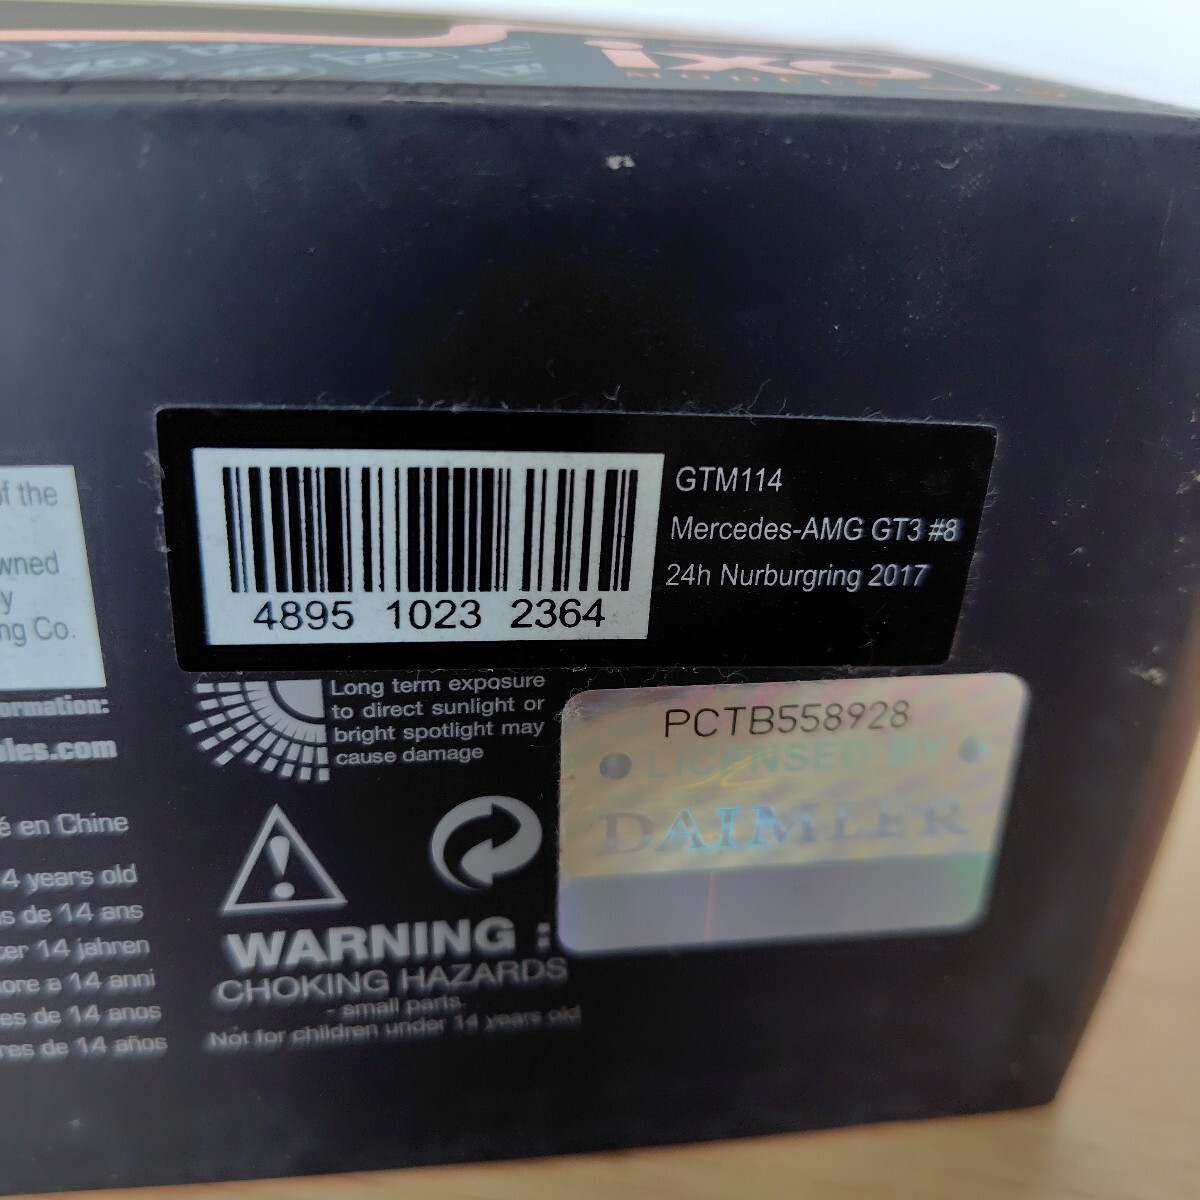 ixo
MODELS
GTM114
Mercedes-AMG GT3 #8
24h Nurburgring 2017
4895 1023 2364
of the
wned
y
ng Co.
ormation:
bles.com
é en Chine
4 years old
s de 14 ans
ter 14 jahren
ore a 14 anni
es de 14 anos
res de 14 años
Long term exposure
to direct sunlight or
bright spotlight may
cause damage
WARNING :
CHOKING HAZARDS
- small parts.
Not for children under 14 years old
PCTB558928
LICENSED BY
DAIMLER